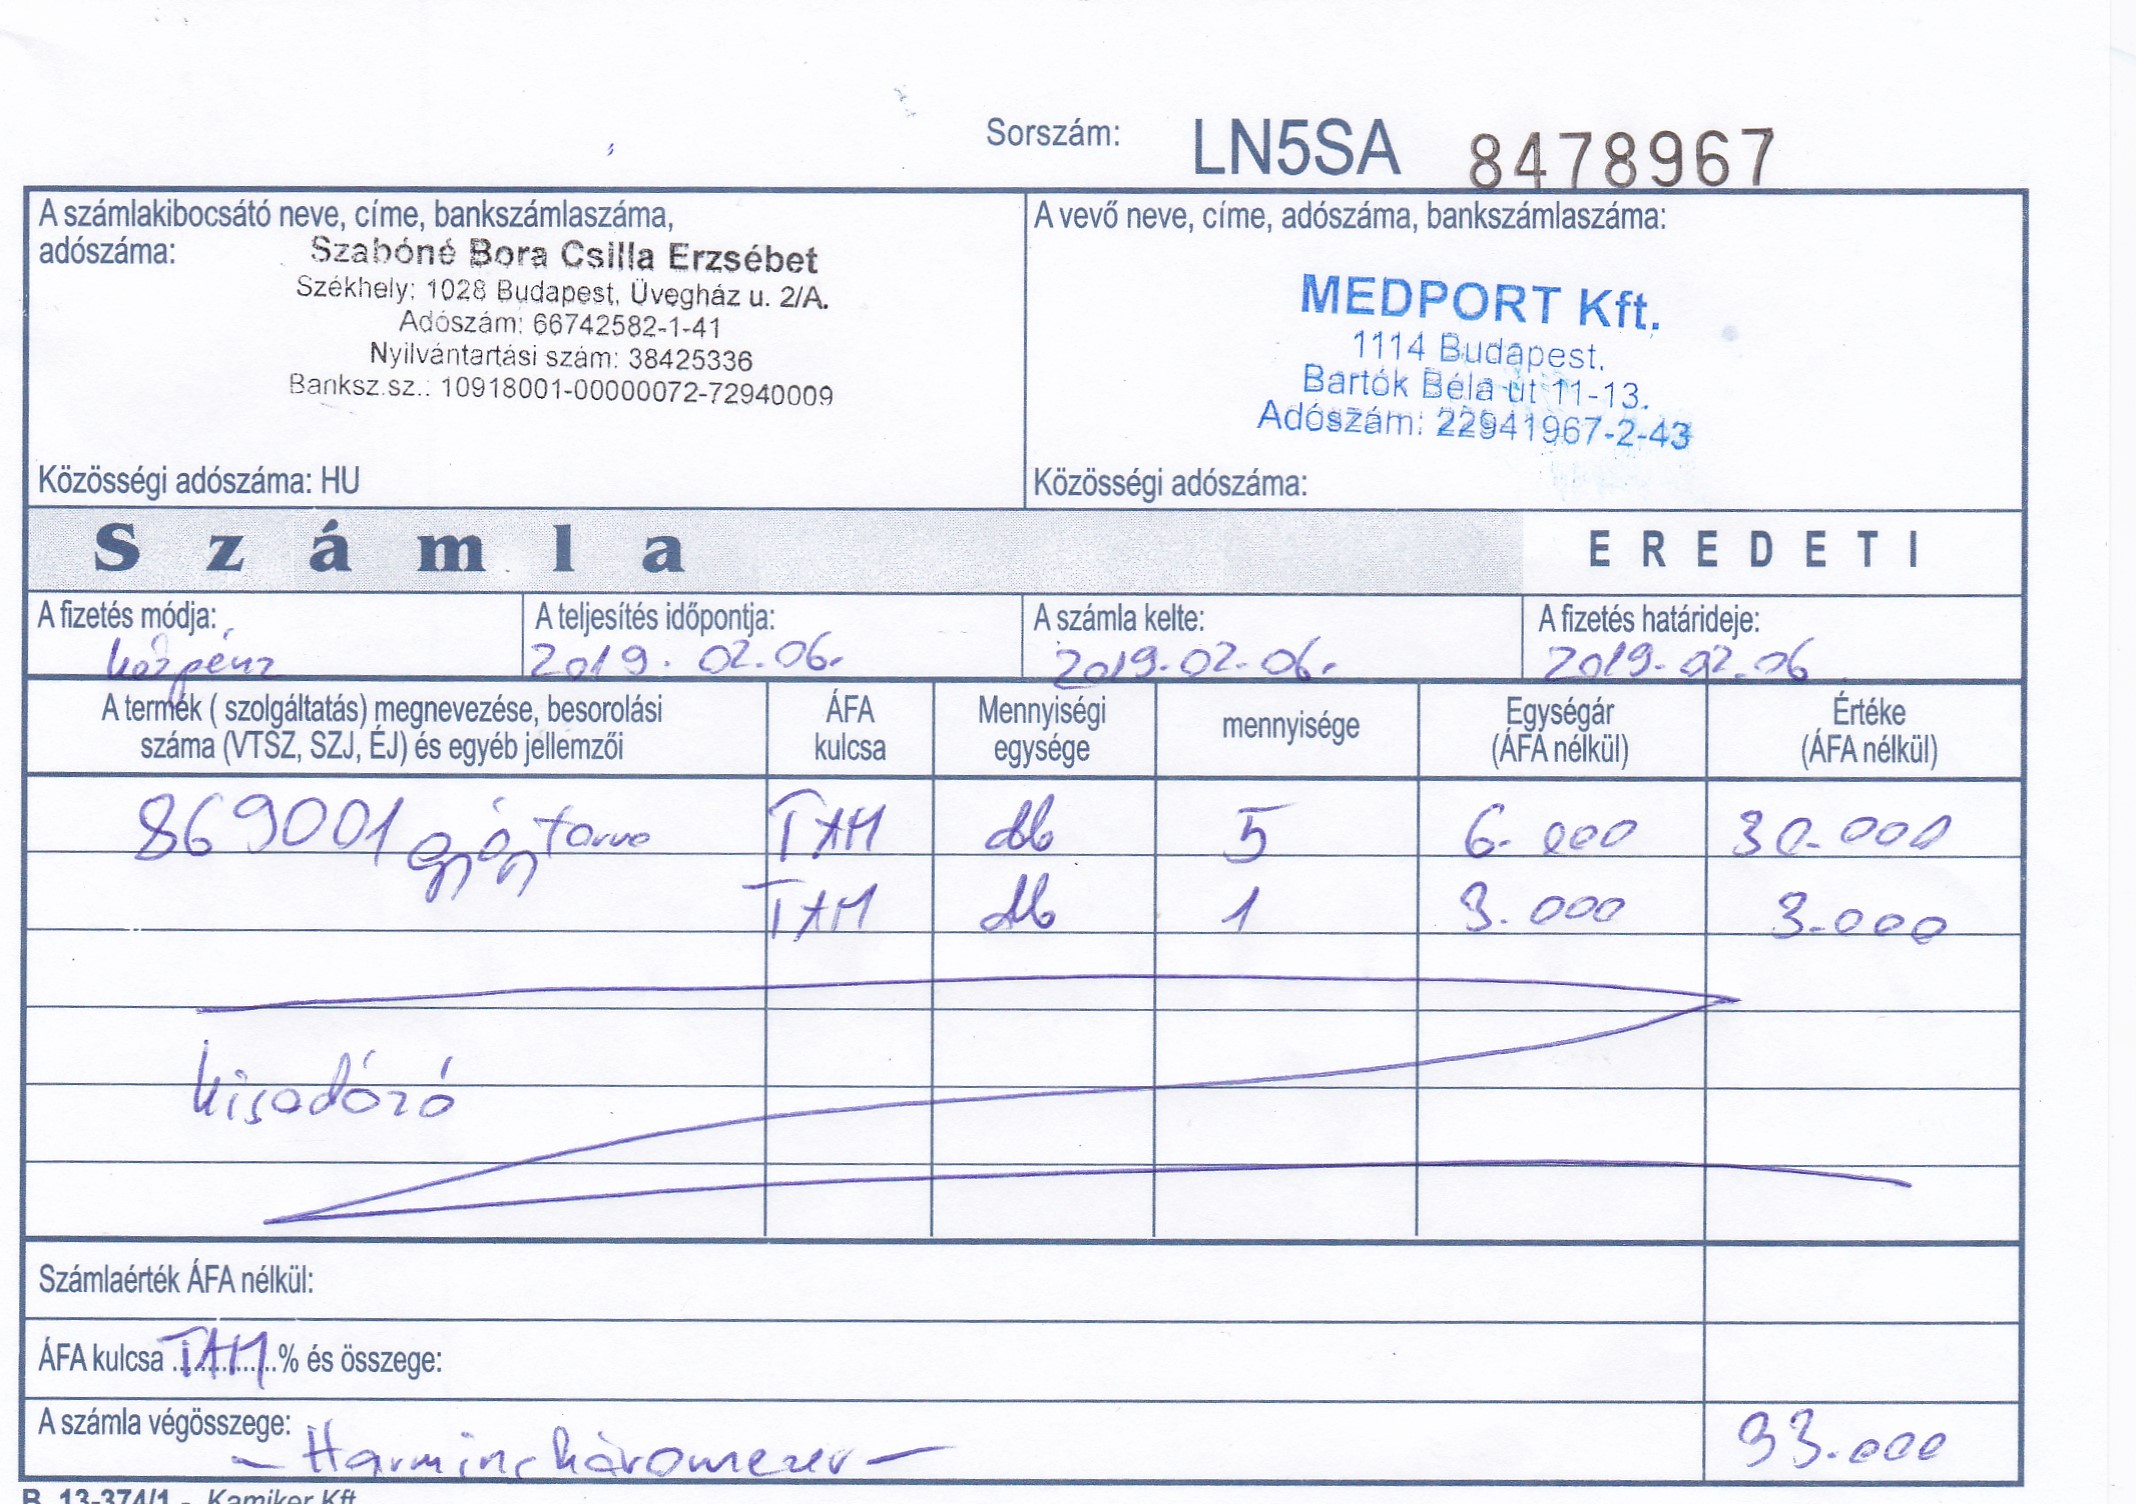 Sorszám: LN5SA 8478967
A számlakibocsátó neve, címe, bankszámlaszáma,
adószáma:
Szabóné Bora Csilla Erzsébet
Székhely: 1028 Budapest, Üvegház u. 2/A.
Adószám: 66742582-1-41
Nyilvántartási szám: 38425336
Banksz.sz.: 10918001-00000072-72940009
Közösségi adószáma: HU
A vevő neve, címe, adószáma, bankszámlaszáma:
MEDPORT Kft.
1114 Budapest,
Bartók Béla út 11-13.
Adószám: 22941967-2-43
Közösségi adószáma:
Számla EREDETI
A fizetés módja: A teljesítés időpontja: A számla kelte: A fizetés határideje:
2019. 02. 06. 2019. 02. 06. 2019. 02. 06
A termék ( szolgáltatás) megnevezése, besorolási
száma (VTSZ, SZJ, ÉJ) és egyéb jellemzői
ÁFA
kulcsa
Mennyiségi
egysége
mennyisége
Egységár
(ÁFA nélkül)
Értéke
(ÁFA nélkül)
869001 gyógytorna TAM db 5 6.000 30.000
TAM db 1 3.000 3.000
kisadózó
Számlaérték ÁFA nélkül:
ÁFA kulcsa TAM % és összege:
A számla végösszege: - Harmincháromezer - 33.000
B. 13-374/1 - Kamiker Kft.